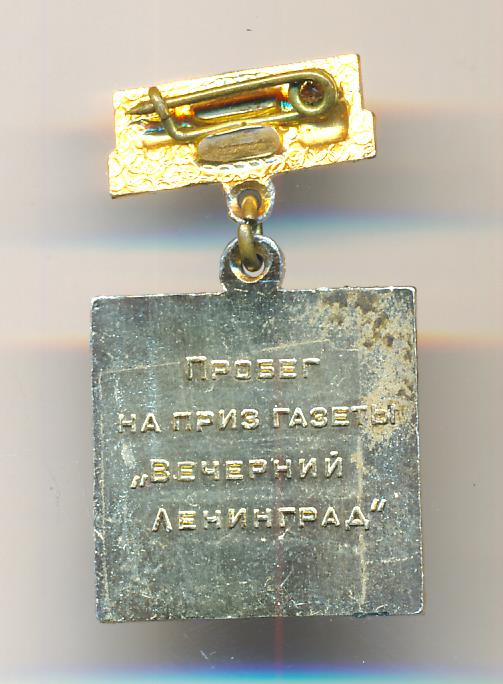 Пробег
на приз газеты
„Вечерний
Ленинград“